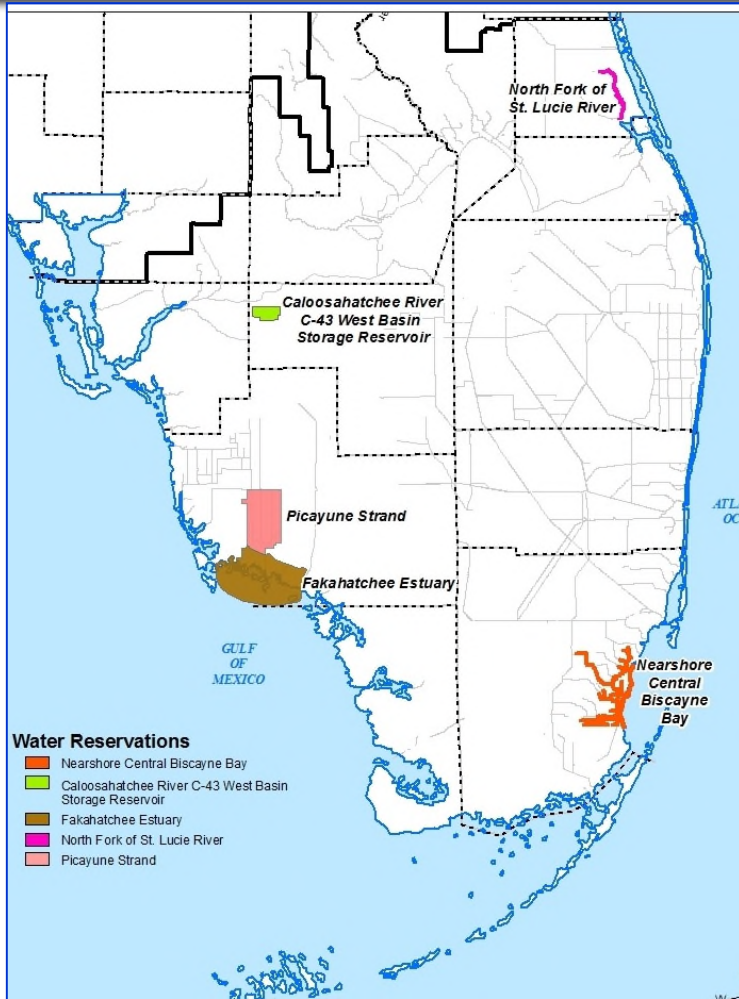 North Fork of
St. Lucie River
Caloosahatchee River
C-43 West Basin
Storage Reservoir
Picayune Strand
ATL
OC
Fakahatchee Estuary
GULF
OF
MEXICO
Nearshore
Central
Biscayne
Bay
Water Reservations
Nearshore Central Biscayne Bay
Caloosahatchee River C-43 West Basin
Storage Reservoir
Fakahatchee Estuary
North Fork of St. Lucie River
Picayune Strand